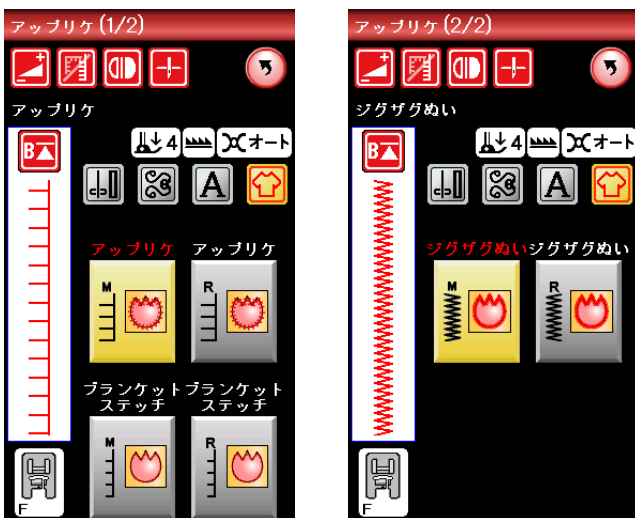 アップリケ(1/2)
アップリケ
B
4
オート
A
アップリケ
アップリケ
M
R
ブランケット
ステッチ
ブランケット
ステッチ
M
R
F
アップリケ(2/2)
ジグザグぬい
B
4
オート
A
ジグザグぬい
ジグザグぬい
M
R
F